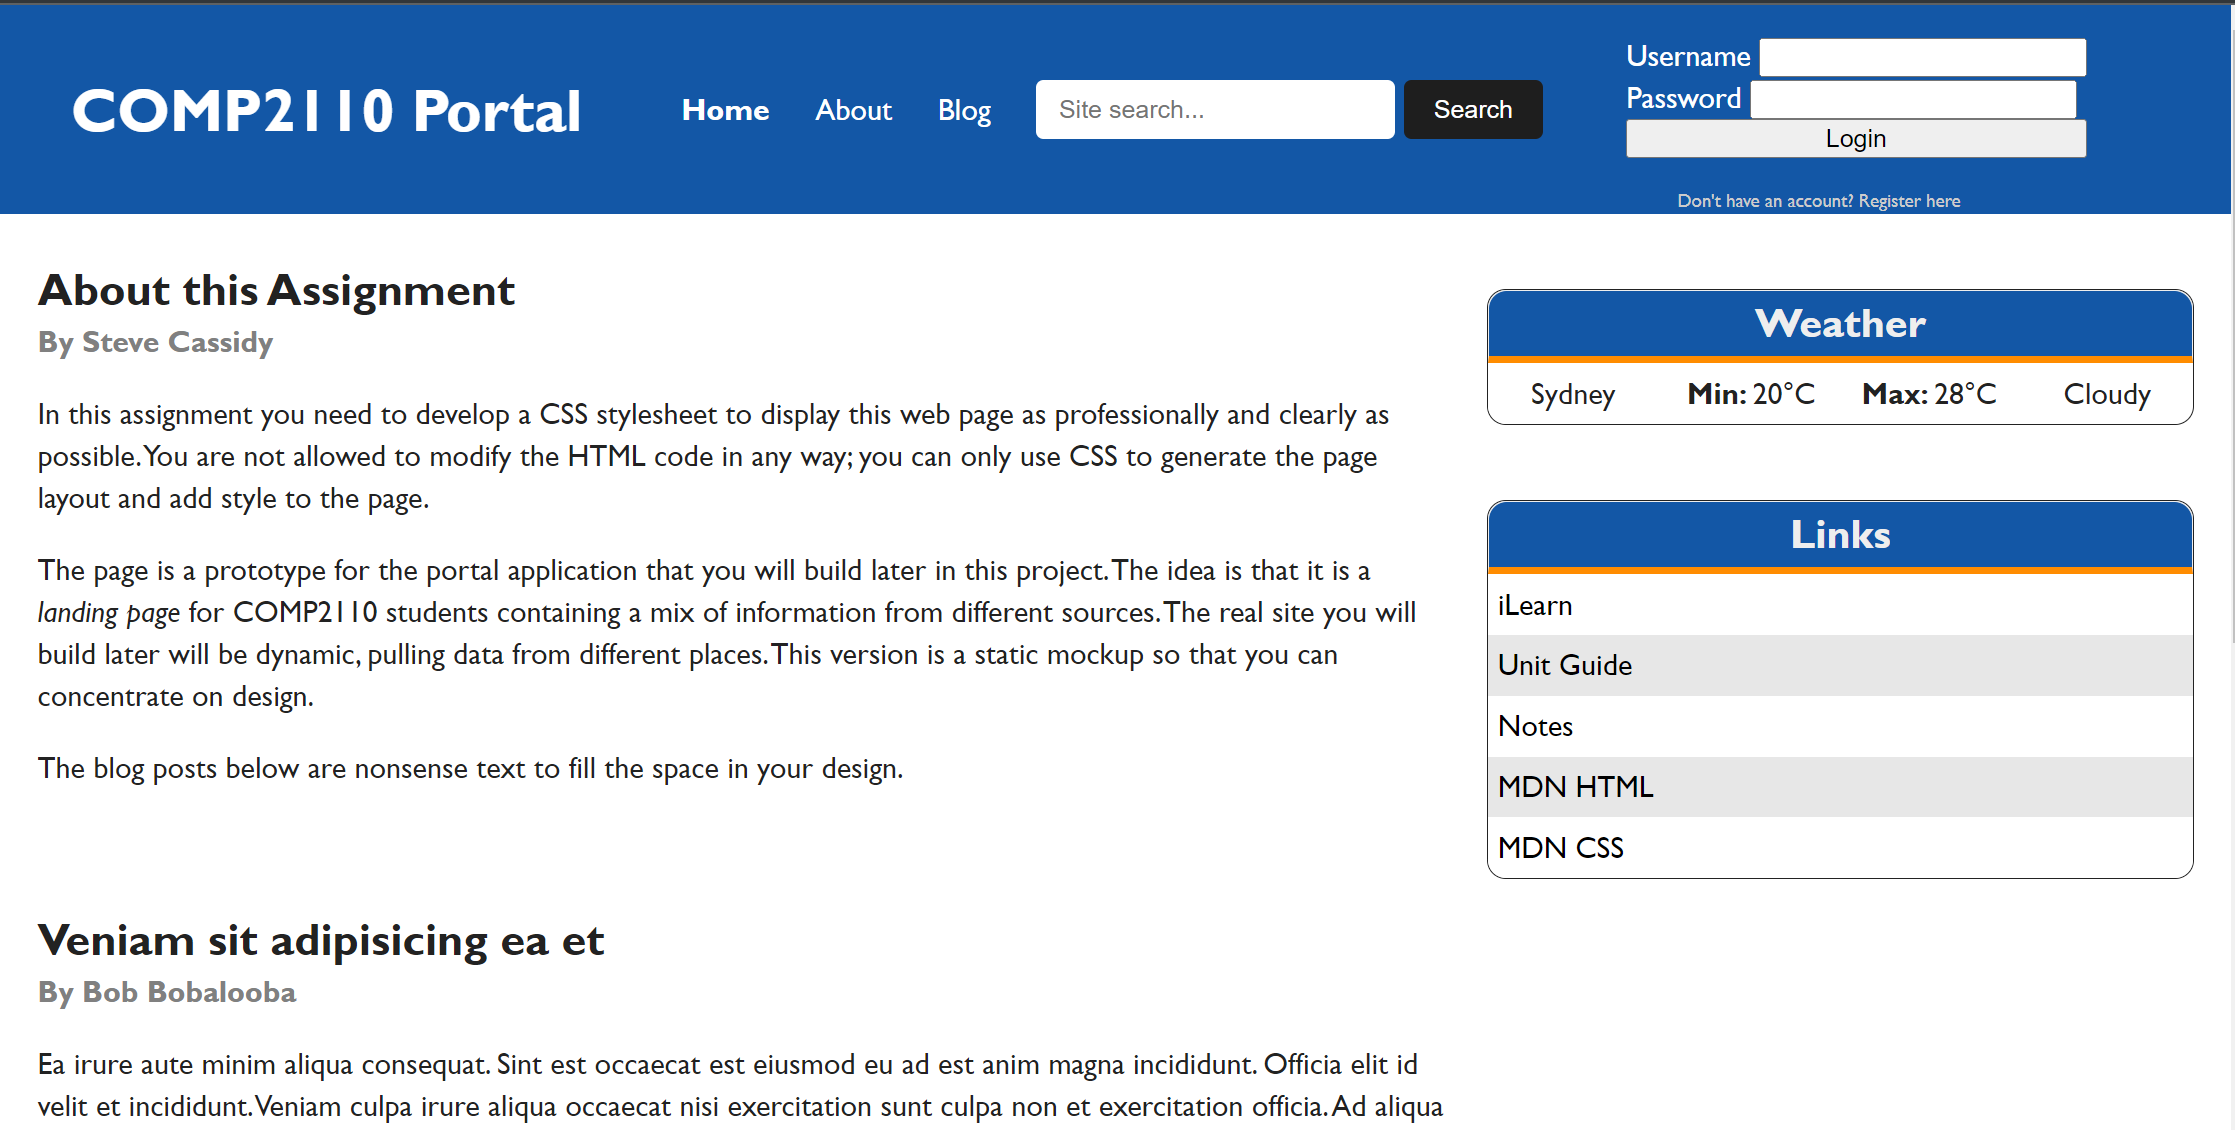 COMP2110 Portal
Home About Blog Site search... Search
Username
Password
Login
Don't have an account? Register here
About this Assignment
By Steve Cassidy
In this assignment you need to develop a CSS stylesheet to display this web page as professionally and clearly as
possible. You are not allowed to modify the HTML code in any way; you can only use CSS to generate the page
layout and add style to the page.
The page is a prototype for the portal application that you will build later in this project. The idea is that it is a
landing page for COMP2110 students containing a mix of information from different sources. The real site you will
build later will be dynamic, pulling data from different places. This version is a static mockup so that you can
concentrate on design.
The blog posts below are nonsense text to fill the space in your design.
Veniam sit adipisicing ea et
By Bob Bobalooba
Ea irure aute minim aliqua consequat. Sint est occaecat est eiusmod eu ad est anim magna incididunt. Officia elit id
velit et incididunt. Veniam culpa irure aliqua occaecat nisi exercitation sunt culpa non et exercitation officia. Ad aliqua
Weather
Sydney Min: 20°C Max: 28°C Cloudy
Links
iLearn
Unit Guide
Notes
MDN HTML
MDN CSS